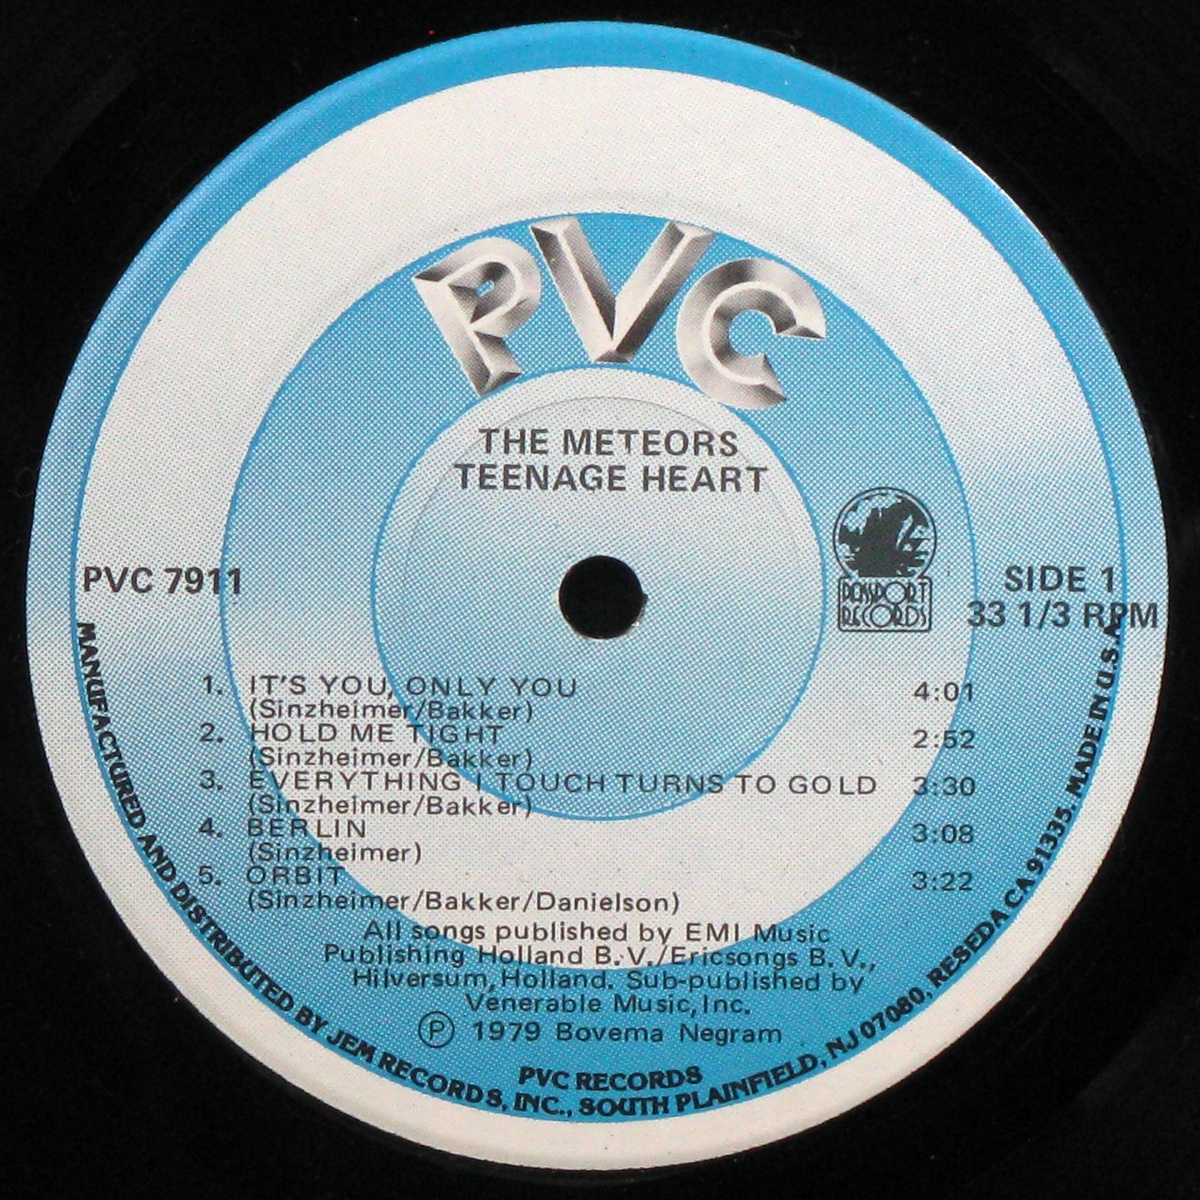 PVC
THE METEORS
TEENAGE HEART
PVC 7911
PASSPORT
RECORDS
SIDE 1
33 1/3 RPM
1. IT'S YOU, ONLY YOU 4:01
(Sinzheimer/Bakker)
2. HOLD ME TIGHT 2:52
(Sinzheimer/Bakker)
3. EVERYTHING I TOUCH TURNS TO GOLD 3:30
(Sinzheimer/Bakker)
4. BERLIN 3:08
(Sinzheimer)
5. ORBIT 3:22
(Sinzheimer/Bakker/Danielson)
All songs published by EMI Music
Publishing Holland B.V./Ericsongs B.V.,
Hilversum, Holland. Sub-published by
Venerable Music, Inc.
℗ 1979 Bovema Negram
PVC RECORDS
MANUFACTURED AND DISTRIBUTED BY JEM RECORDS, INC., SOUTH PLAINFIELD, NJ 07080, RESEDA CA 91335. MADE IN U.S.A.